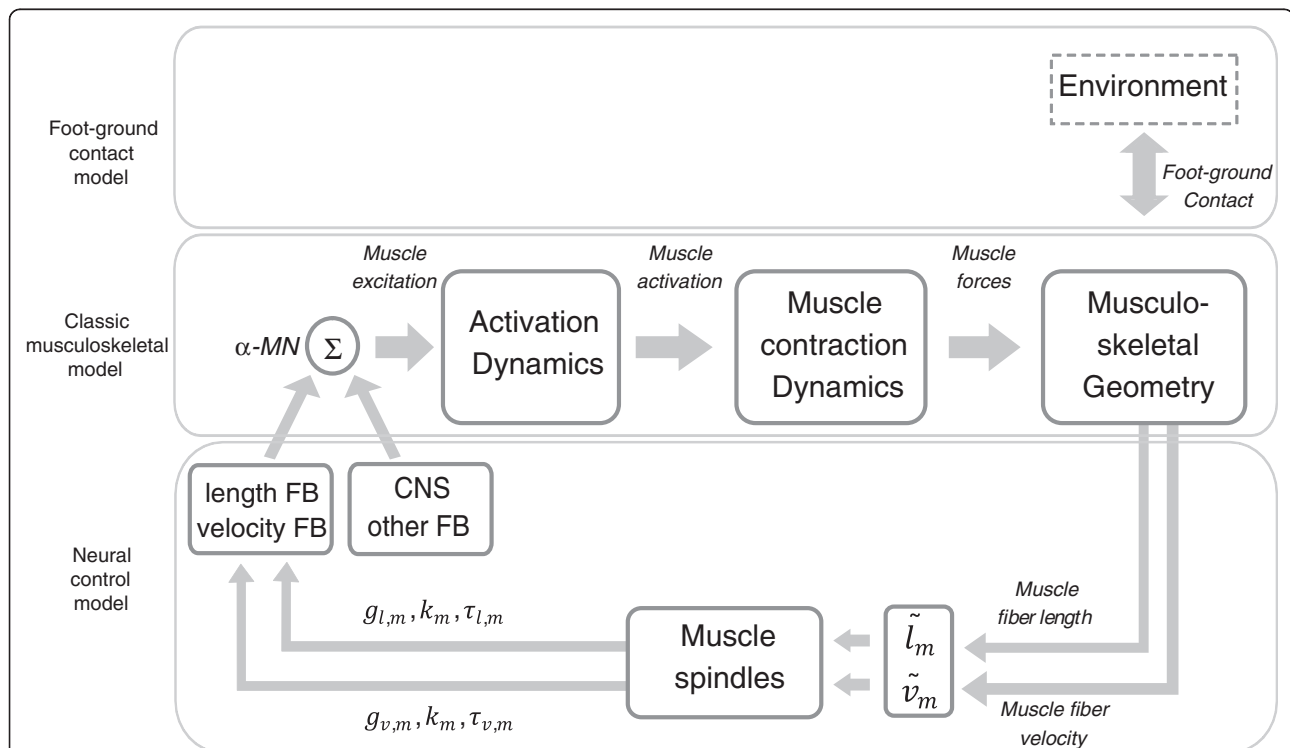 Environment
Foot-ground
contact
model
Foot-ground
Contact
Muscle
excitation
Muscle
activation
Muscle
forces
Classic
musculoskeletal
model
α-MN
Σ
Activation
Dynamics
Muscle
contraction
Dynamics
Musculo-
skeletal
Geometry
length FB
velocity FB
CNS
other FB
Neural
control
model
g_{l,m}, k_m, τ_{l,m}
g_{v,m}, k_m, τ_{v,m}
Muscle
spindles
l̃_m
ṽ_m
Muscle
fiber length
Muscle fiber
velocity